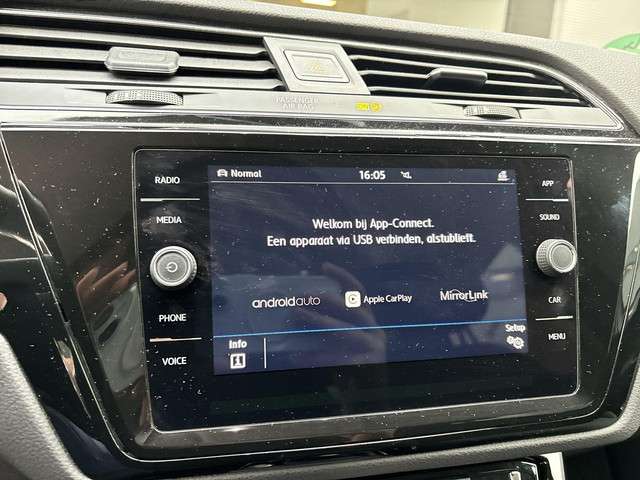 PASSENGER
AIR BAG
RADIO
MEDIA
PHONE
VOICE
Normal
16:05
Welkom bij App-Connect.
Een apparaat via USB verbinden, alstublieft.
androidauto
Apple CarPlay
MirrorLink
Info
Setup
APP
SOUND
CAR
MENU